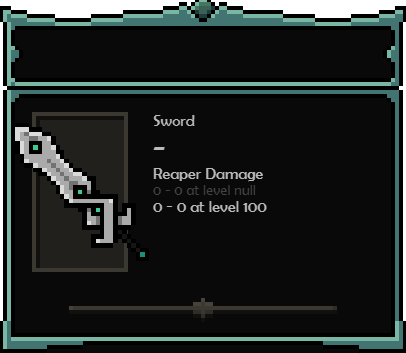 Sword
–
Reaper Damage
0 - 0 at level null
0 - 0 at level 100